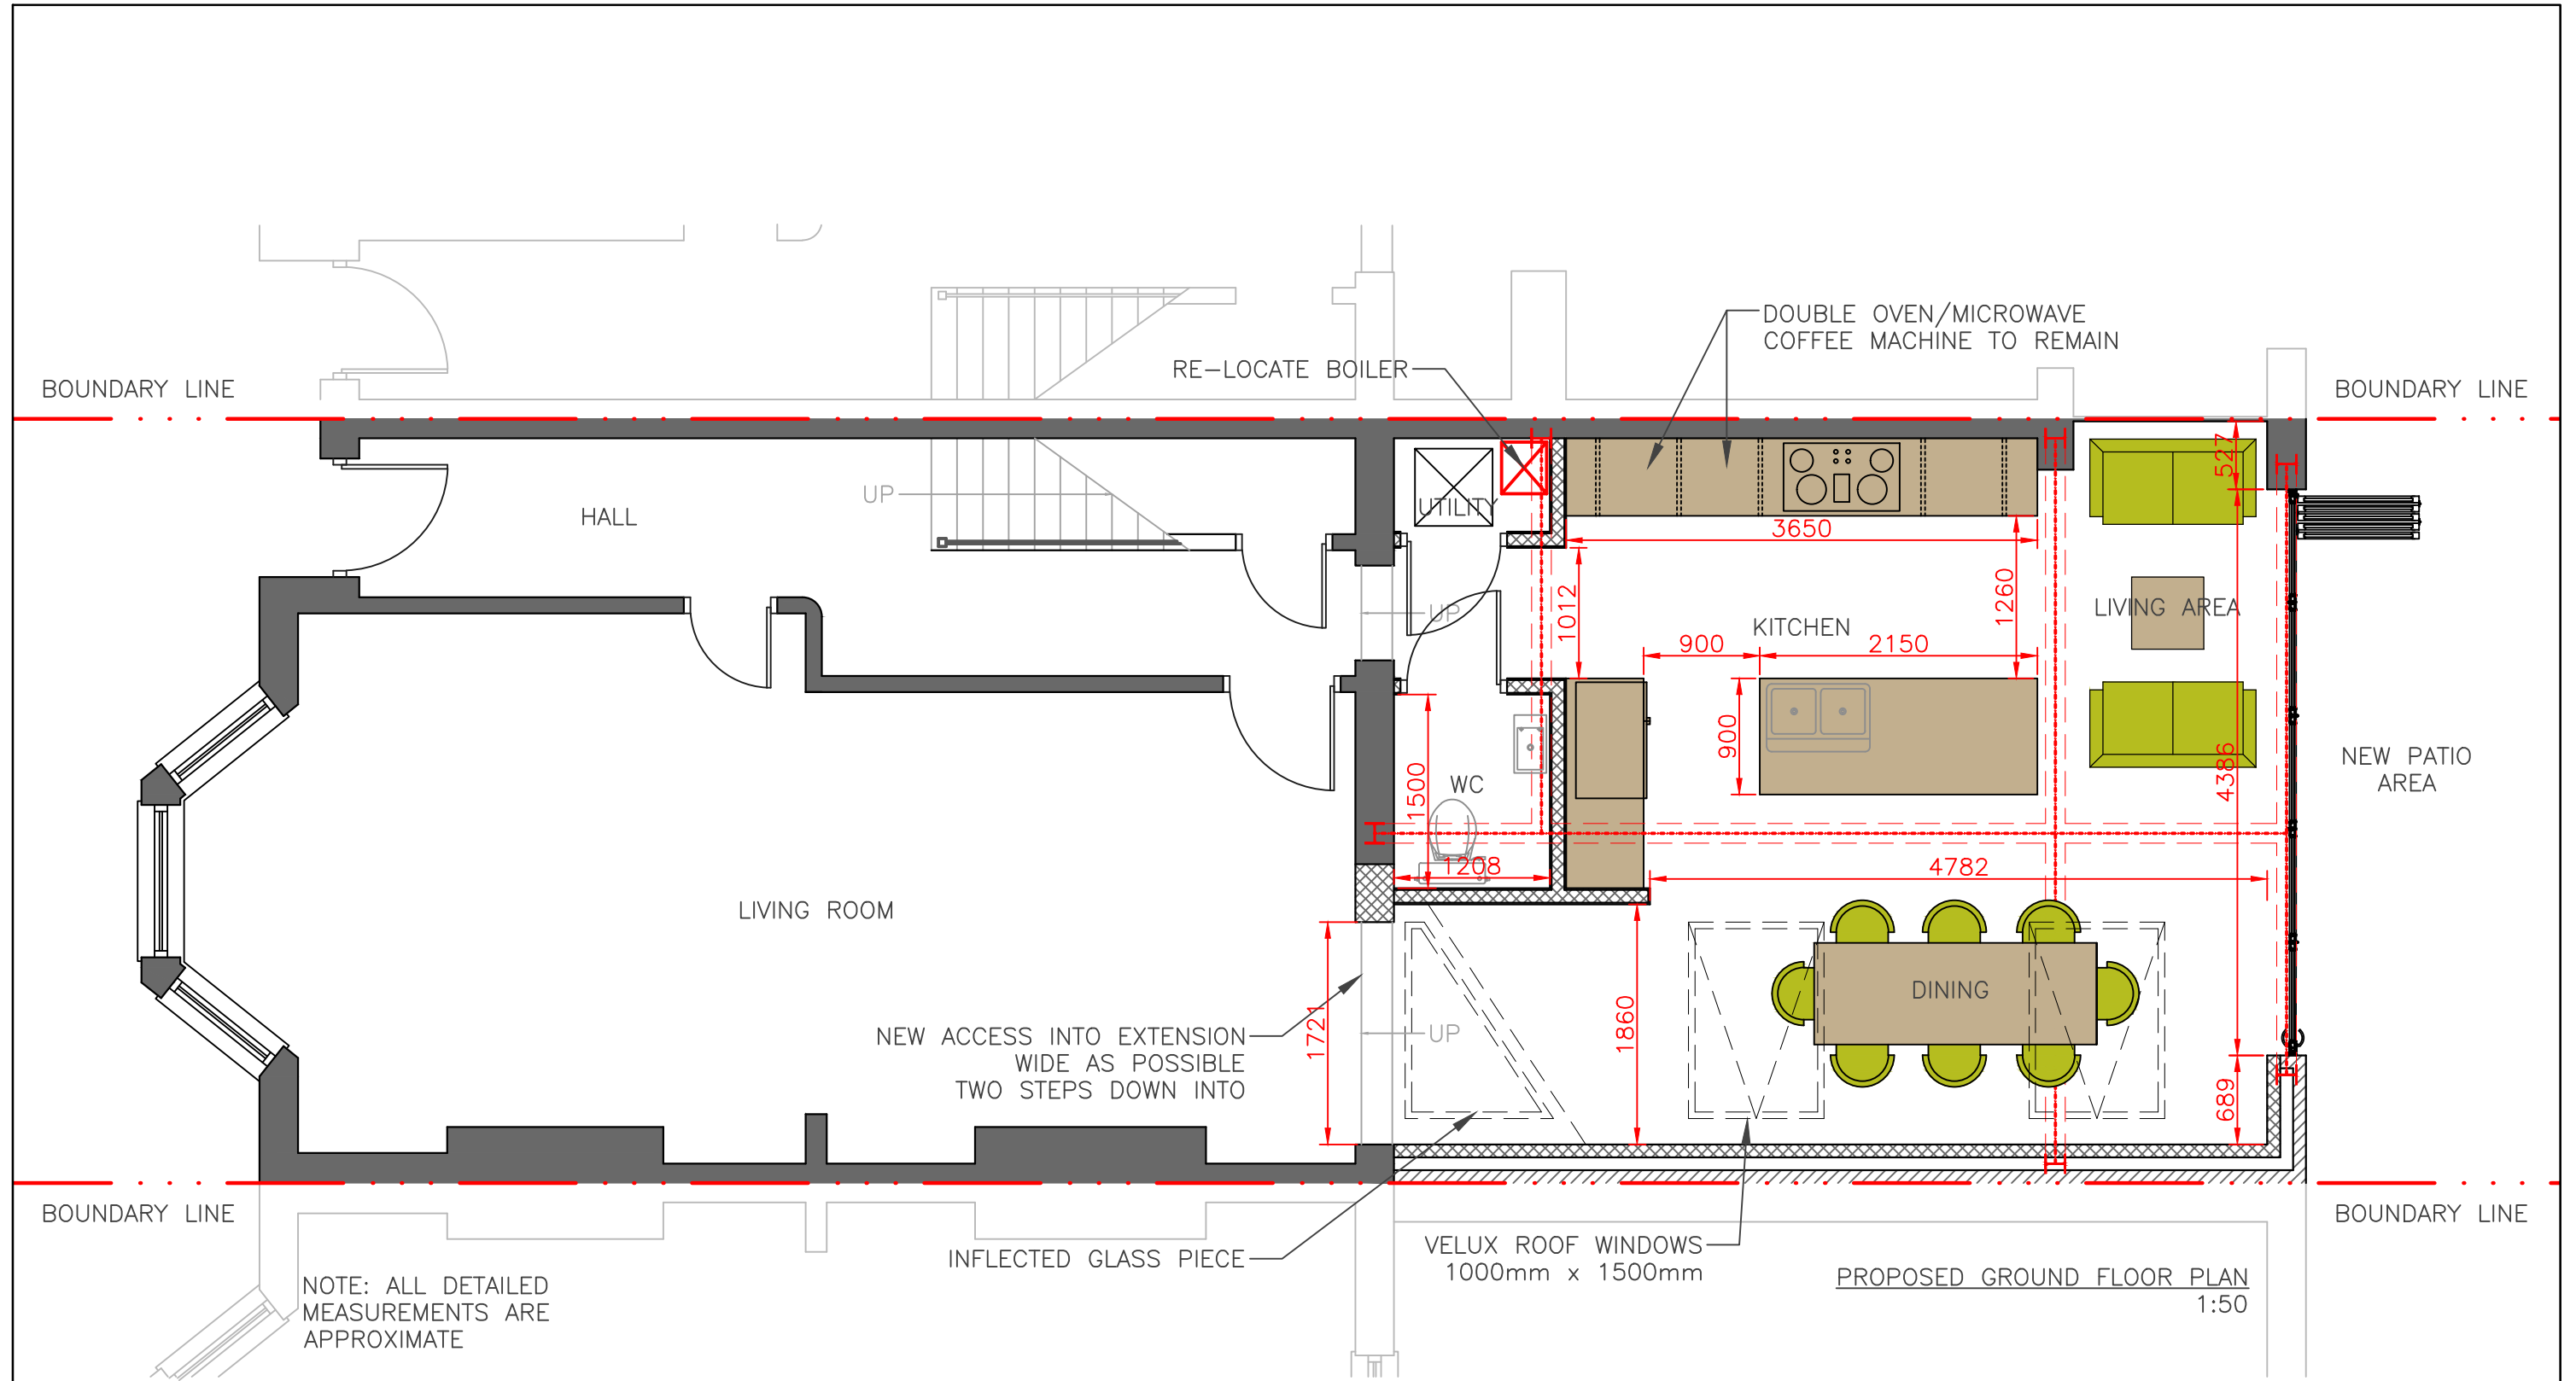 DOUBLE OVEN/MICROWAVE
COFFEE MACHINE TO REMAIN
RE-LOCATE BOILER
BOUNDARY LINE
BOUNDARY LINE
527
UP
UTILITY
HALL
3650
1012
1260
LIVING AREA
UP
KITCHEN
900
2150
900
4386
NEW PATIO
AREA
WC
1500
1208
4782
LIVING ROOM
DINING
1721
1860
UP
NEW ACCESS INTO EXTENSION
WIDE AS POSSIBLE
TWO STEPS DOWN INTO
689
BOUNDARY LINE
BOUNDARY LINE
INFLECTED GLASS PIECE
VELUX ROOF WINDOWS
1000mm x 1500mm
PROPOSED GROUND FLOOR PLAN
1:50
NOTE: ALL DETAILED
MEASUREMENTS ARE
APPROXIMATE